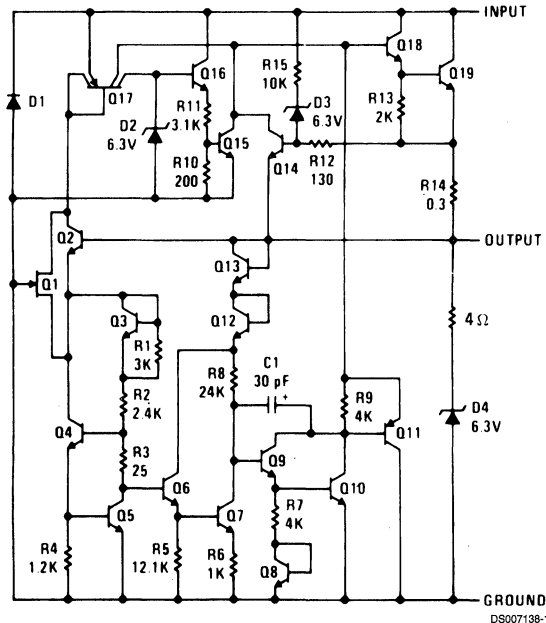 INPUT
Q18
Q16
R15
10K
Q19
Q17
D1
D2
6.3V
R11
3.1K
D3
6.3V
R13
2K
Q15
R10
200
Q14
R12
130
R14
0.3
Q2
OUTPUT
Q1
Q13
Q3
Q12
R1
3K
4Ω
C1
30 pF
+
R8
24K
R2
2.4K
R9
4K
D4
6.3V
Q4
Q11
R3
25
Q9
Q6
Q10
Q5
Q7
R7
4K
R4
1.2K
R5
12.1K
R6
1K
Q8
GROUND
DS007138-1